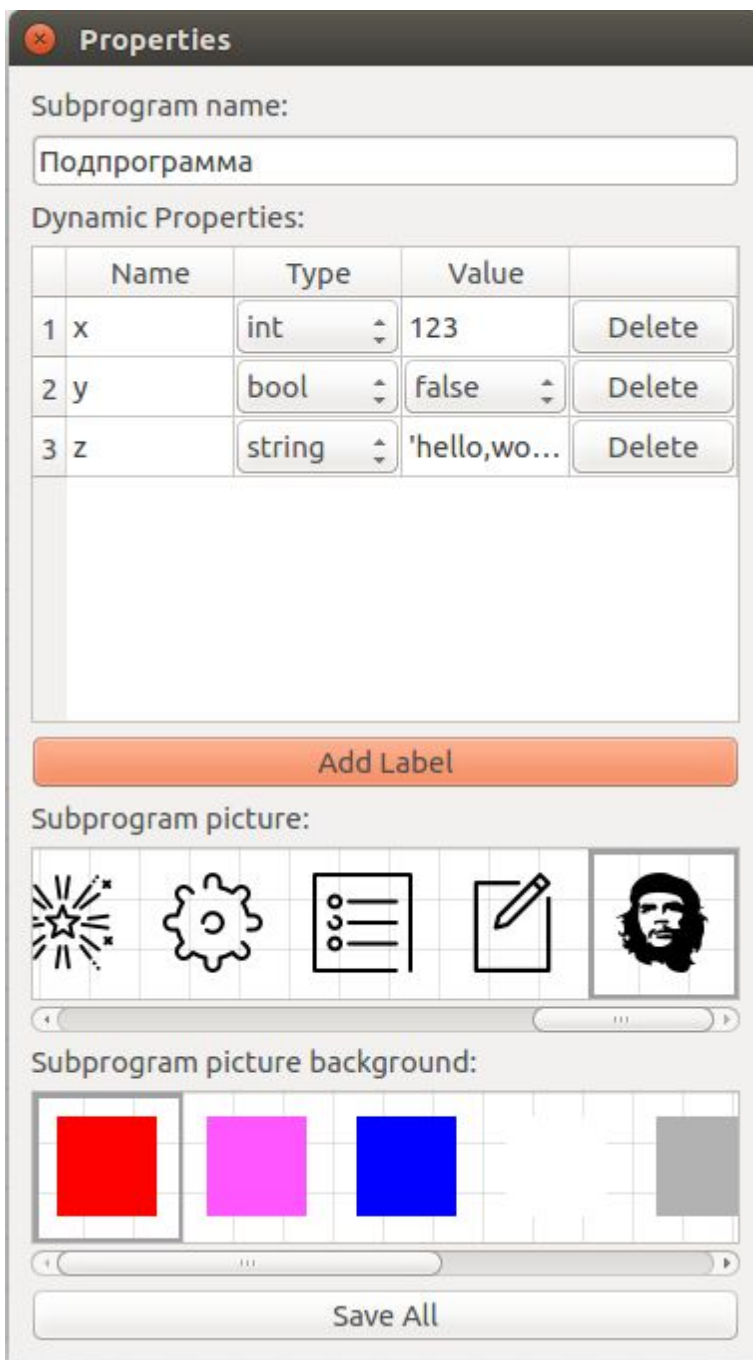 Properties
Subprogram name:
Подпрограмма
Dynamic Properties:
Name Type Value
1 x int 123 Delete
2 y bool false Delete
3 z string 'hello,wo... Delete
Add Label
Subprogram picture:
Subprogram picture background:
Save All